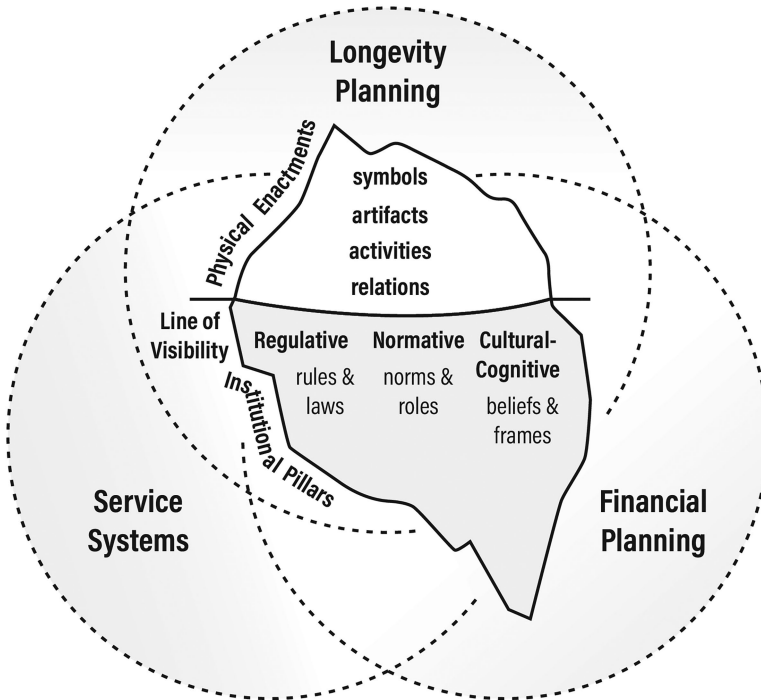 Longevity
Planning
Physical Enactments
symbols
artifacts
activities
relations
Line of
Visibility
Regulative
rules &
laws
Normative
norms &
roles
Cultural-
Cognitive
beliefs &
frames
Institutional Pillars
Service
Systems
Financial
Planning